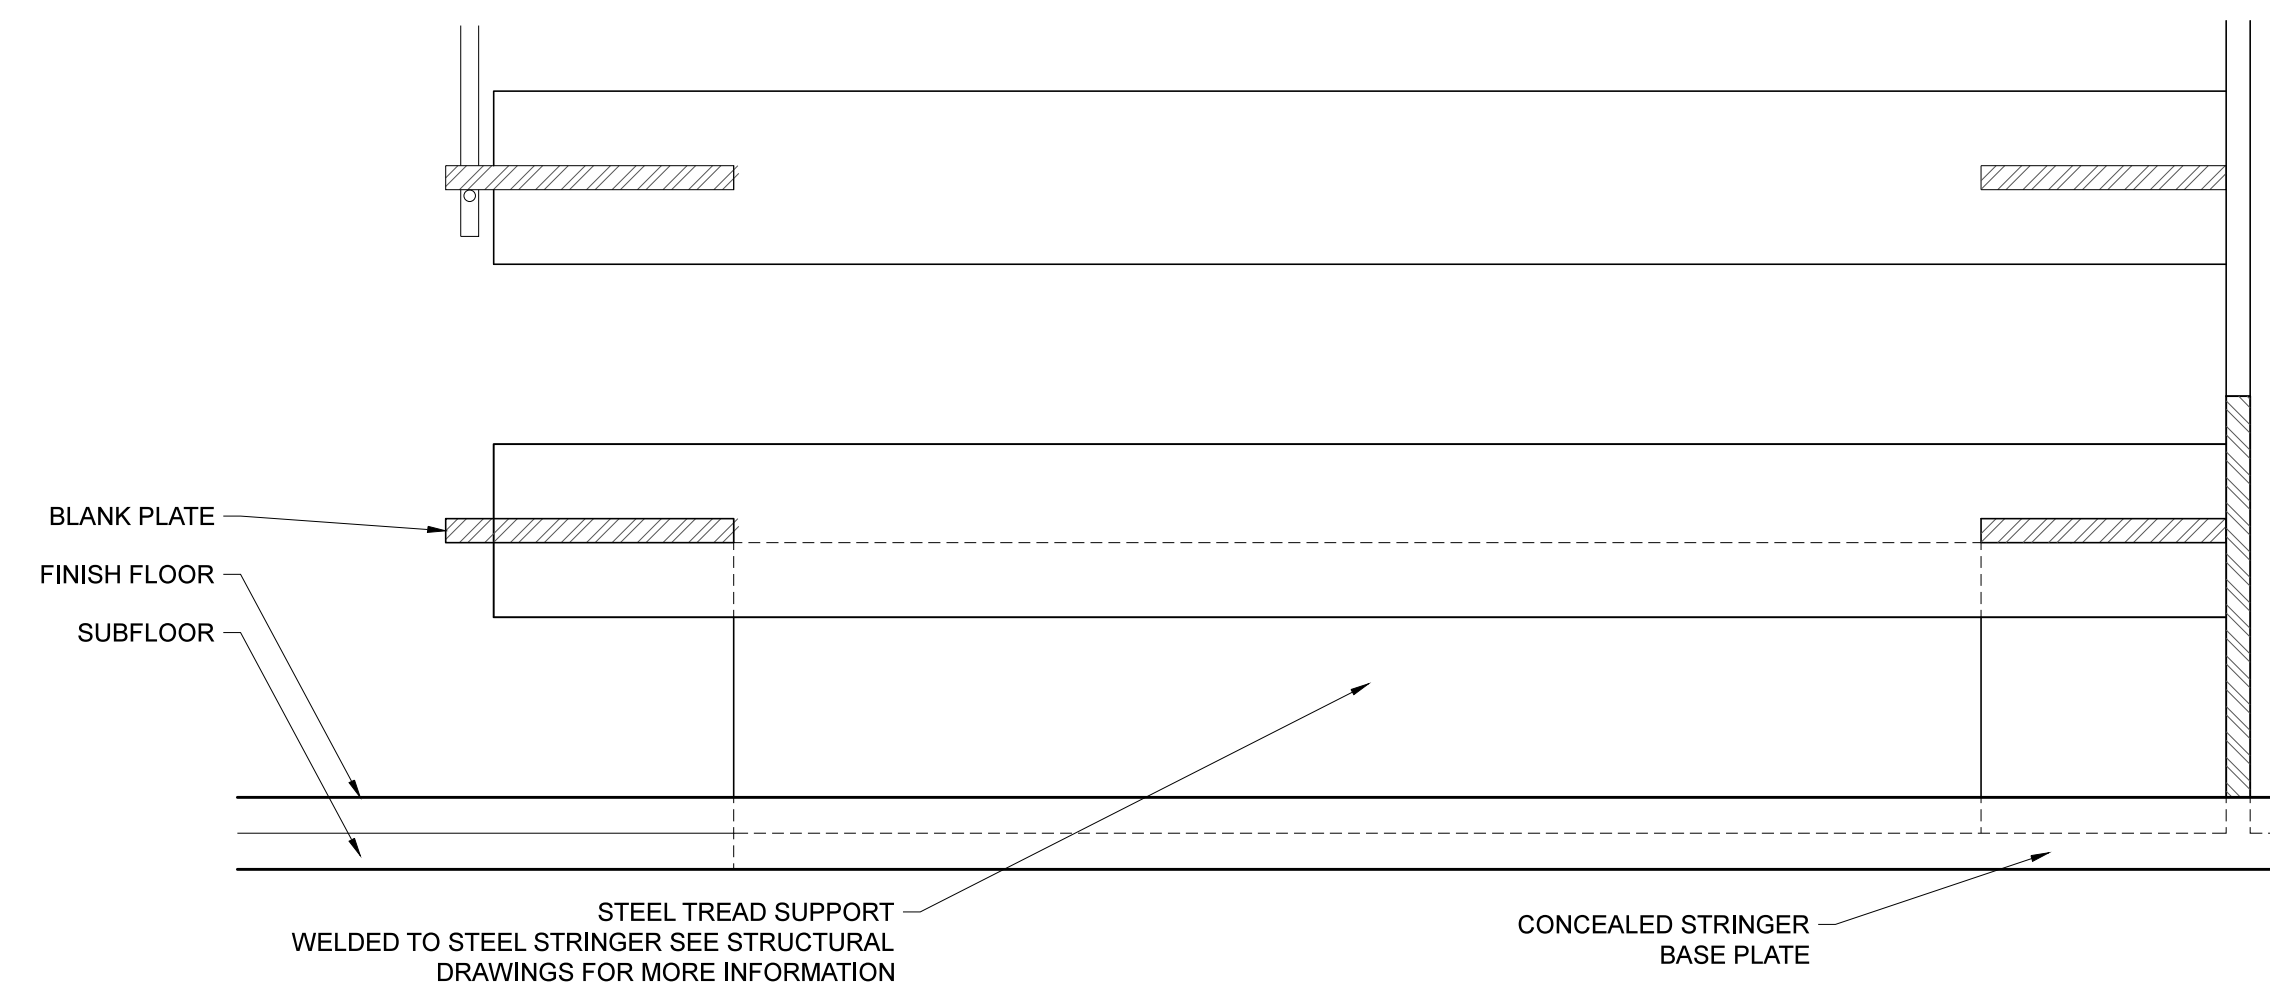 BLANK PLATE
FINISH FLOOR
SUBFLOOR
STEEL TREAD SUPPORT
WELDED TO STEEL STRINGER SEE STRUCTURAL
DRAWINGS FOR MORE INFORMATION
CONCEALED STRINGER
BASE PLATE